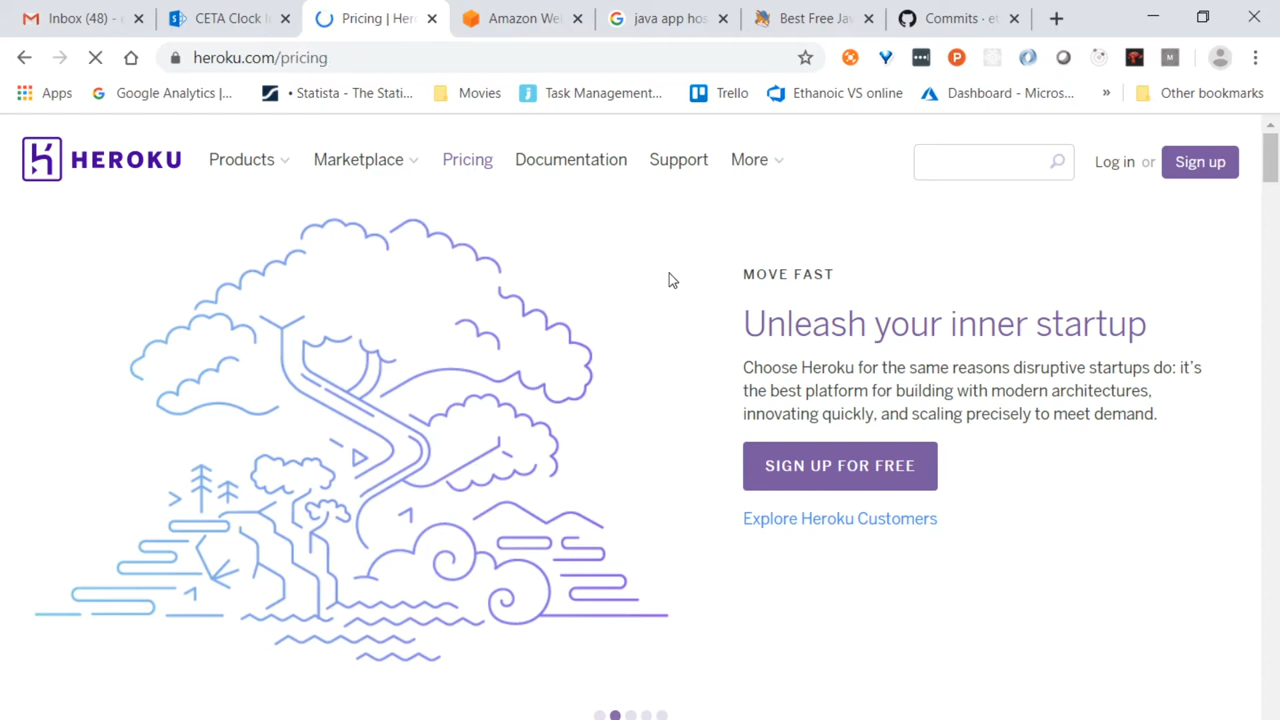 Inbox (48) -
CETA Clock I
Pricing | Her
Amazon We
java app hos
Best Free Ja
Commits · e
heroku.com/pricing
P
M
Apps
Google Analytics |...
• Statista - The Stati...
Movies
Task Management...
Trello
Ethanoic VS online
Dashboard - Micros...
»
Other bookmarks
HEROKU
Products
Marketplace
Pricing
Documentation
Support
More
Log in or
Sign up
MOVE FAST
Unleash your inner startup
Choose Heroku for the same reasons disruptive startups do: it's
the best platform for building with modern architectures,
innovating quickly, and scaling precisely to meet demand.
SIGN UP FOR FREE
Explore Heroku Customers